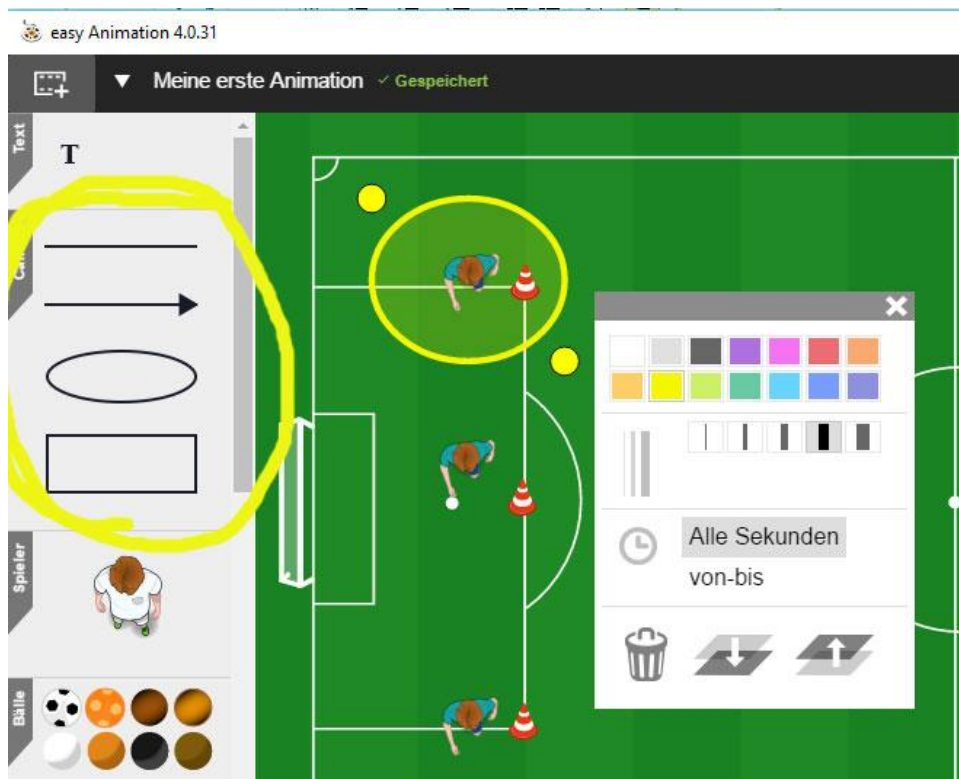 easy Animation 4.0.31
Meine erste Animation ✓ Gespeichert
Text
T
Spieler
Bälle
Alle Sekunden
von-bis